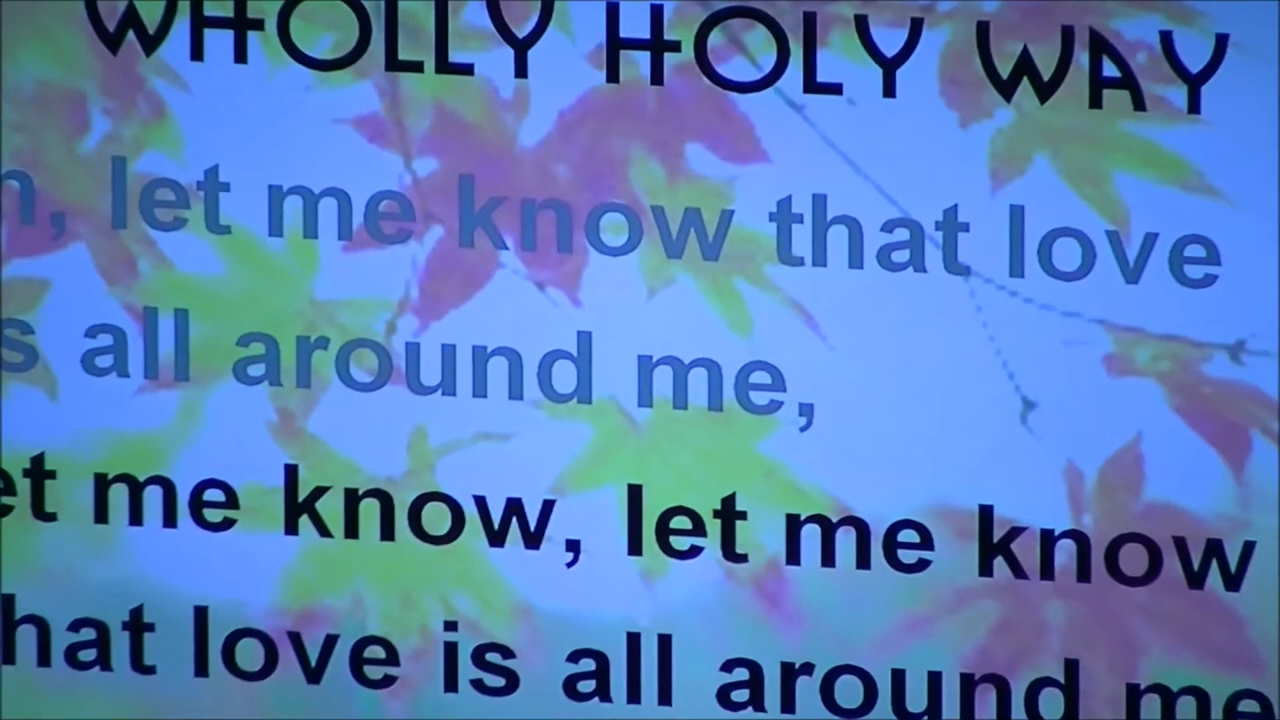 WHOLLY HOLY WAY
n, let me know that love
s all around me,
et me know, let me know
hat love is all around me